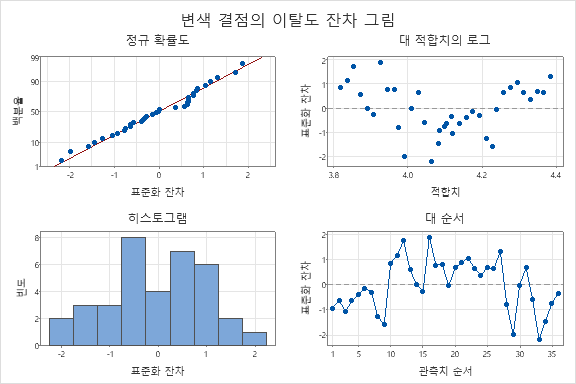 변색 결점의 이탈도 잔차 그림
정규 확률도
99
90
50
10
1
백분율
-2 -1 0 1 2
표준화 잔차
대 적합치의 로그
2
1
0
-1
-2
표준화 잔차
3.8 4.0 4.2 4.4
적합치
히스토그램
8
6
4
2
0
빈도
-2 -1 0 1 2
표준화 잔차
대 순서
2
1
0
-1
-2
표준화 잔차
1 5 10 15 20 25 30 35
관측치 순서